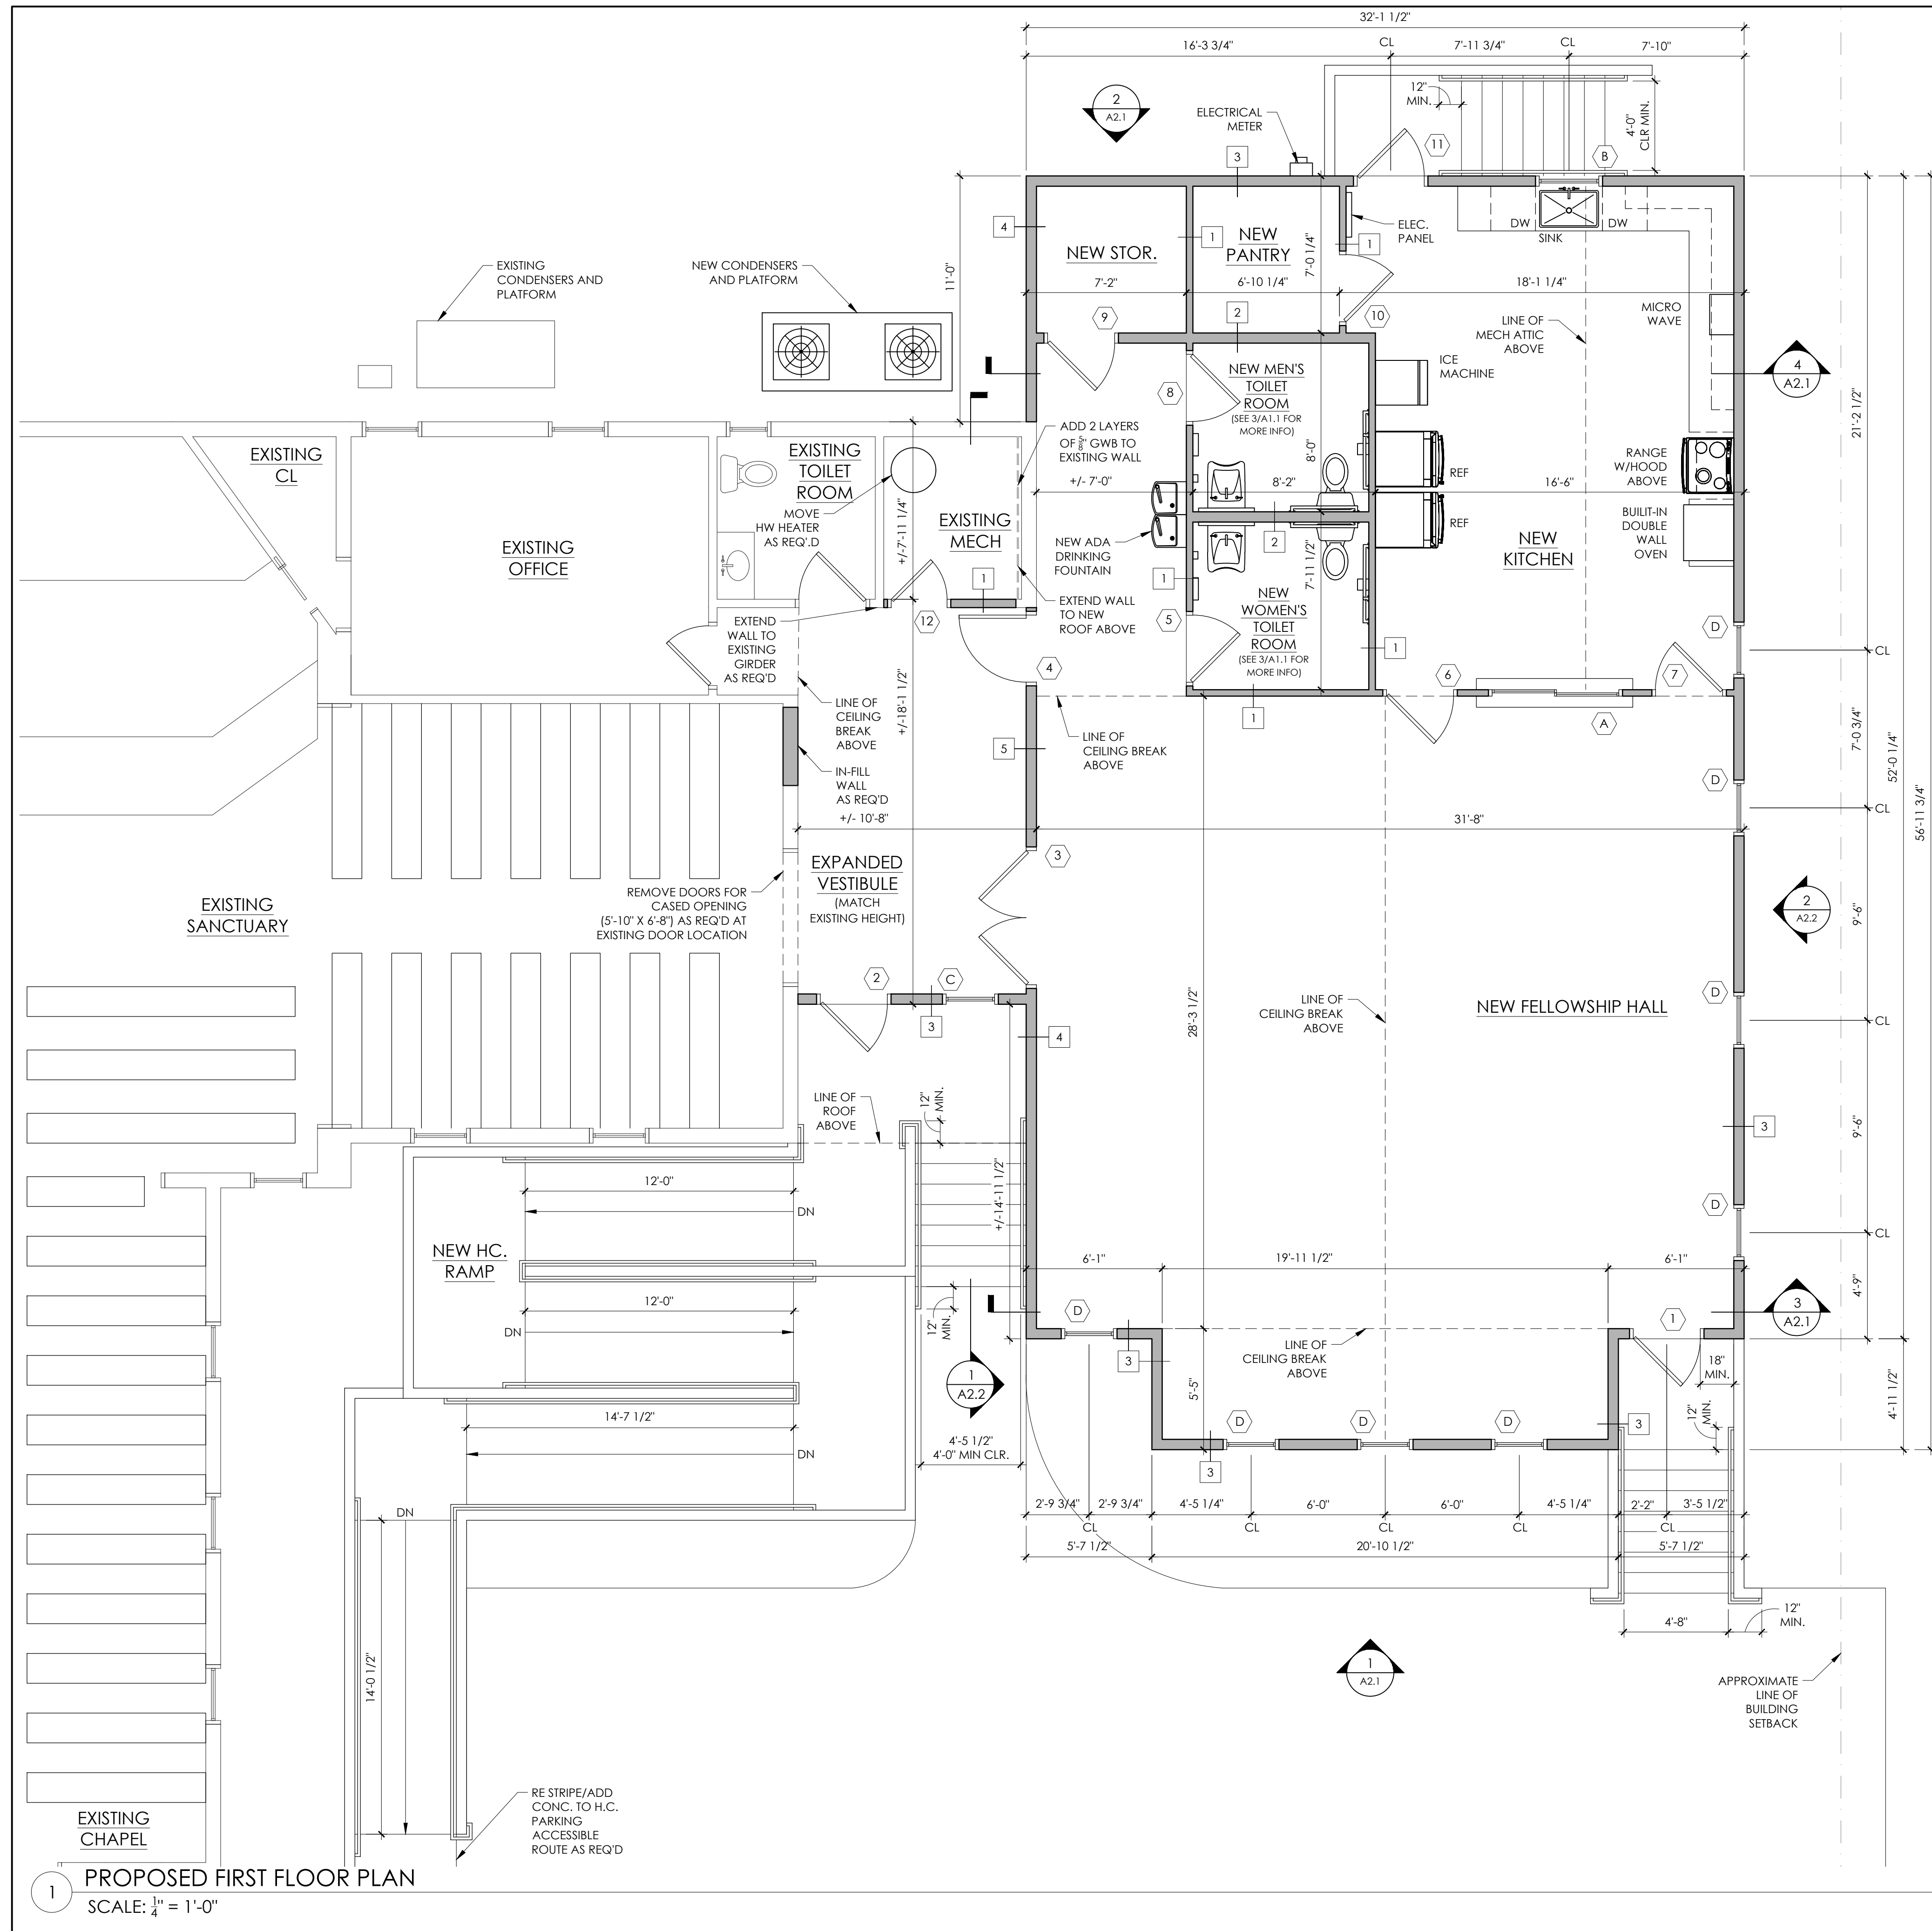 32'-1 1/2"
16'-3 3/4"
CL
7'-11 3/4"
CL
7'-10"
2
A2.1
ELECTRICAL
METER
12"
MIN.
4'-0"
CLR MIN.
11
B
3
4
NEW STOR.
7'-2"
1
NEW
PANTRY
6'-10 1/4"
7'-0 1/4"
1
ELEC.
PANEL
DW
SINK
DW
18'-1 1/4"
11'-0"
EXISTING
CONDENSERS AND
PLATFORM
NEW CONDENSERS
AND PLATFORM
9
2
10
LINE OF
MECH ATTIC
ABOVE
MICRO
WAVE
ICE
MACHINE
4
A2.1
21'-2 1/2"
8
NEW MEN'S
TOILET
ROOM
(SEE 3/A1.1 FOR
MORE INFO)
8'-0"
8'-2"
2
REF
REF
16'-6"
RANGE
W/HOOD
ABOVE
BUILIT-IN
DOUBLE
WALL
OVEN
NEW
KITCHEN
EXISTING
CL
EXISTING
OFFICE
EXISTING
TOILET
ROOM
MOVE
HW HEATER
AS REQ'.D
EXISTING
MECH
+/-7'-11 1/4"
ADD 2 LAYERS
OF 5/8" GWB TO
EXISTING WALL
+/- 7'-0"
NEW ADA
DRINKING
FOUNTAIN
1
1
EXTEND WALL
TO NEW
ROOF ABOVE
12
5
4
7'-11 1/2"
NEW
WOMEN'S
TOILET
ROOM
(SEE 3/A1.1 FOR
MORE INFO)
1
1
6
7
A
D
CL
EXTEND
WALL TO
EXISTING
GIRDER
AS REQ'D
LINE OF
CEILING
BREAK
ABOVE
+/-18'-1 1/2"
IN-FILL
WALL
AS REQ'D
5
LINE OF
CEILING BREAK
ABOVE
7'-0 3/4"
52'-0 1/4"
56'-11 3/4"
D
CL
+/- 10'-8"
31'-8"
3
EXPANDED
VESTIBULE
(MATCH
EXISTING HEIGHT)
REMOVE DOORS FOR
CASED OPENING
(5'-10" X 6'-8") AS REQ'D AT
EXISTING DOOR LOCATION
EXISTING
SANCTUARY
2
A2.2
9'-6"
2
C
3
4
28'-3 1/2"
LINE OF
CEILING BREAK
ABOVE
NEW FELLOWSHIP HALL
D
CL
LINE OF
ROOF
ABOVE
12"
MIN.
9'-6"
3
+/-14'-11 1/2"
12'-0"
DN
NEW HC.
RAMP
12'-0"
DN
12"
MIN.
D
CL
6'-1"
19'-11 1/2"
6'-1"
4'-9"
D
3
1
3
A2.1
LINE OF
CEILING BREAK
ABOVE
18"
MIN.
1
A2.2
5'-5"
12"
MIN.
3
4'-11 1/2"
14'-7 1/2"
DN
4'-5 1/2"
4'-0" MIN CLR.
D
D
D
3
2'-9 3/4"
2'-9 3/4"
4'-5 1/4"
6'-0"
6'-0"
4'-5 1/4"
2'-2"
3'-5 1/2"
CL
CL
CL
CL
CL
5'-7 1/2"
20'-10 1/2"
5'-7 1/2"
DN
14'-0 1/2"
4'-8"
12"
MIN.
1
A2.1
APPROXIMATE
LINE OF
BUILDING
SETBACK
RE STRIPE/ADD
CONC. TO H.C.
PARKING
ACCESSIBLE
ROUTE AS REQ'D
EXISTING
CHAPEL
1
PROPOSED FIRST FLOOR PLAN
SCALE: 1/4" = 1'-0"